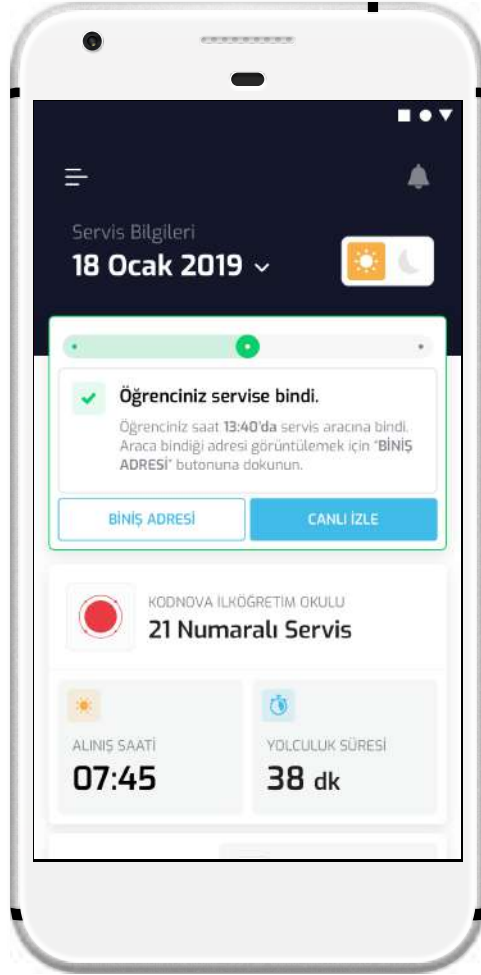 Servis Bilgileri
18 Ocak 2019
Öğrenciniz servise bindi.
Öğrenciniz saat 13:40'da servis aracına bindi.
Araca bindiği adresi görüntülemek için "BİNİŞ
ADRESİ" butonuna dokunun.
BİNİŞ ADRESİ
CANLI İZLE
KODNOVA İLKÖĞRETİM OKULU
21 Numaralı Servis
ALINIŞ SAATİ
YOLCULUK SÜRESİ
07:45
38 dk